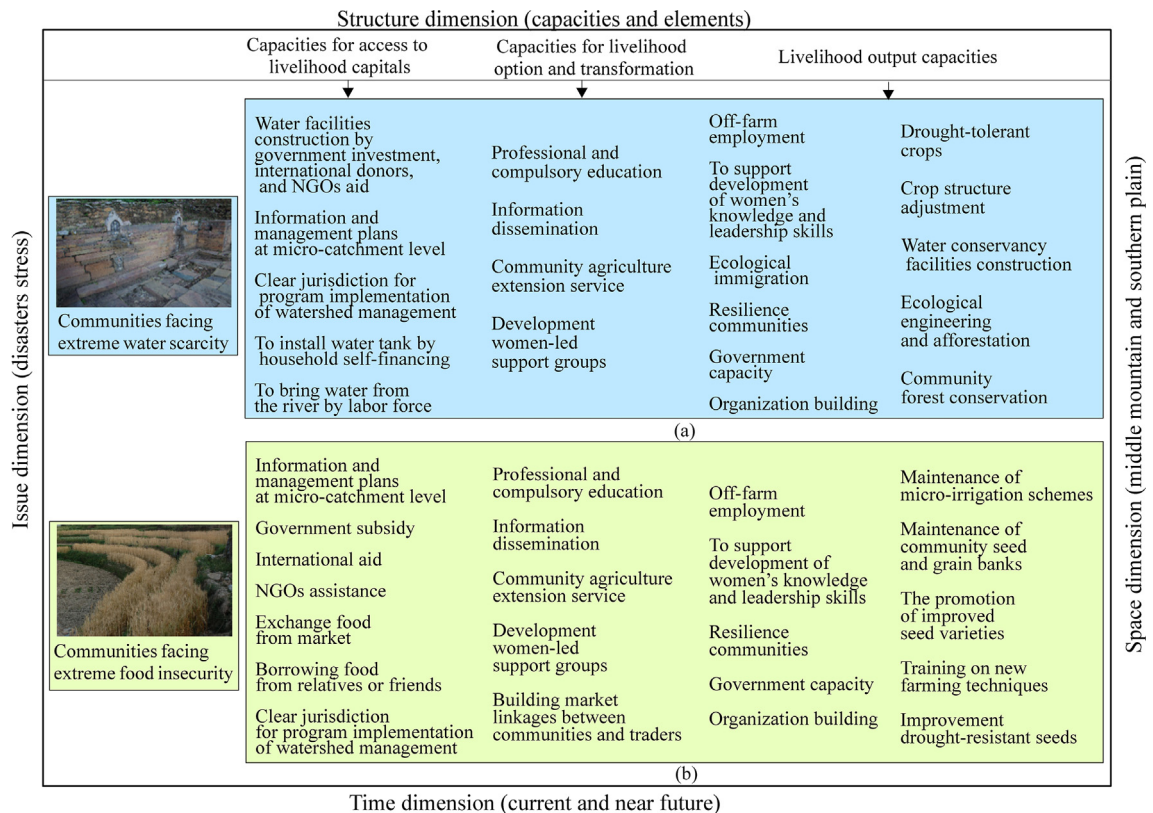 Structure dimension (capacities and elements)
Capacities for access to
livelihood capitals
Capacities for livelihood
option and transformation
Livelihood output capacities
Issue dimension (disasters stress)
Communities facing
extreme water scarcity
Water facilities
construction by
government investment,
international donors,
and NGOs aid
Information and
management plans
at micro-catchment level
Clear jurisdiction for
program implementation
of watershed management
To install water tank by
household self-financing
To bring water from
the river by labor force
Professional and
compulsory education
Information
dissemination
Community agriculture
extension service
Development
women-led
support groups
Off-farm
employment
To support
development
of women's
knowledge and
leadership skills
Ecological
immigration
Resilience
communities
Government
capacity
Organization building
Drought-tolerant
crops
Crop structure
adjustment
Water conservancy
facilities construction
Ecological
engineering
and afforestation
Community
forest conservation
(a)
Communities facing
extreme food insecurity
Information and
management plans
at micro-catchment level
Government subsidy
International aid
NGOs assistance
Exchange food
from market
Borrowing food
from relatives or friends
Clear jurisdiction
for program implementation
of watershed management
Professional and
compulsory education
Information
dissemination
Community agriculture
extension service
Development
women-led
support groups
Building market
linkages between
communities and traders
Off-farm
employment
To support
development of
women's knowledge
and leadership skills
Resilience
communities
Government capacity
Organization building
Maintenance of
micro-irrigation schemes
Maintenance of
community seed
and grain banks
The promotion
of improved
seed varieties
Training on new
farming techniques
Improvement
drought-resistant seeds
(b)
Space dimension (middle mountain and southern plain)
Time dimension (current and near future)